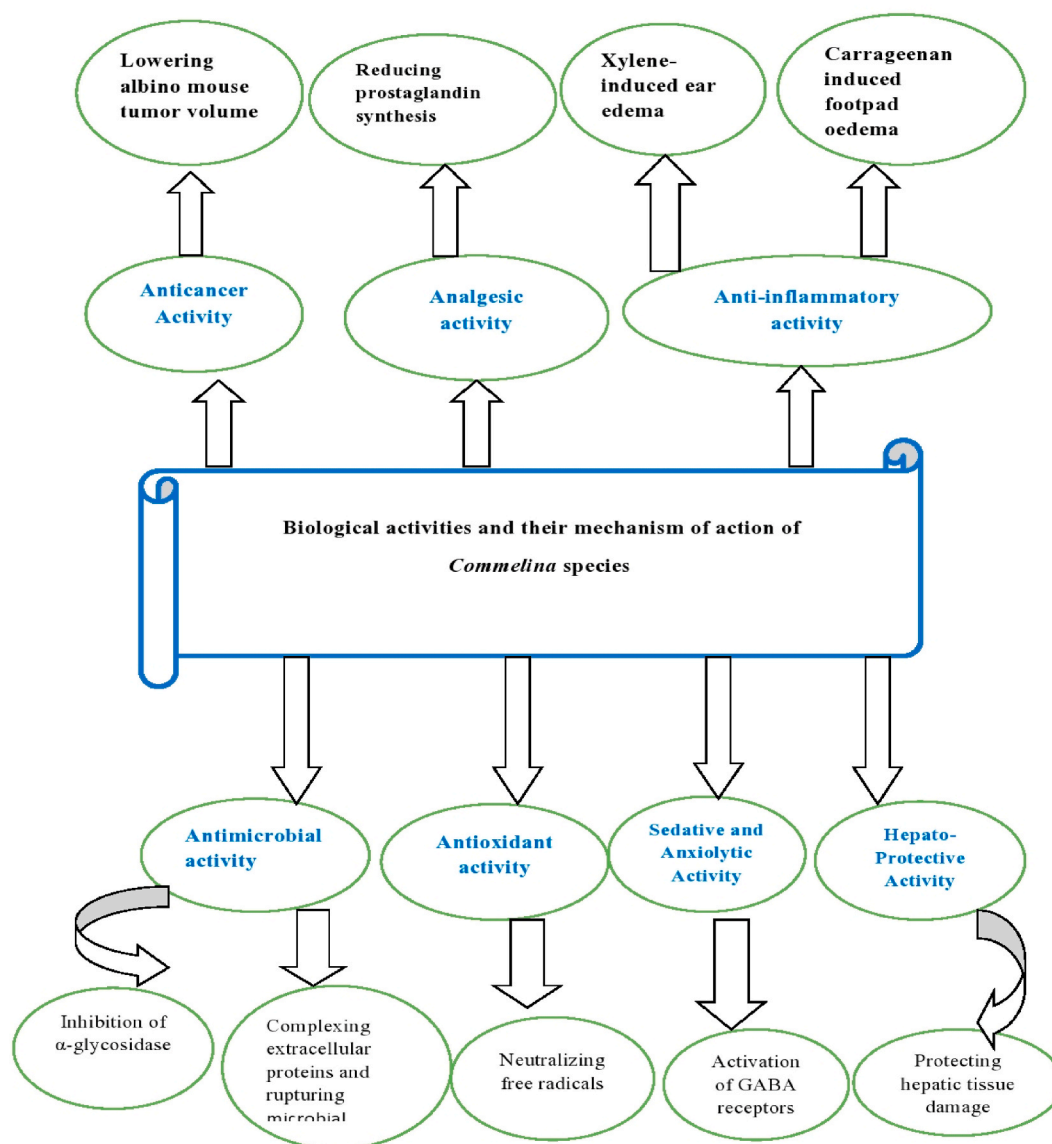 Lowering
albino mouse
tumor volume
Reducing
prostaglandin
synthesis
Xylene-
induced ear
edema
Carrageenan
induced
footpad
oedema
Anticancer
Activity
Analgesic
activity
Anti-inflammatory
activity
Biological activities and their mechanism of action of
Commelina species
Antimicrobial
activity
Antioxidant
activity
Sedative and
Anxiolytic
Activity
Hepato-
Protective
Activity
Inhibition of
α-glycosidase
Complexing
extracellular
proteins and
rupturing
microbial
Neutralizing
free radicals
Activation
of GABA
receptors
Protecting
hepatic tissue
damage